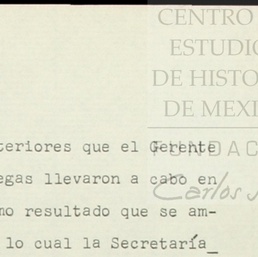 CENTRO
ESTUDIO
DE HISTO
DE MEXI
teriores que el Gerente
FUNDAC
egas llevaron a cabo en
Carlos
mo resultado que se am-
lo cual la Secretaría